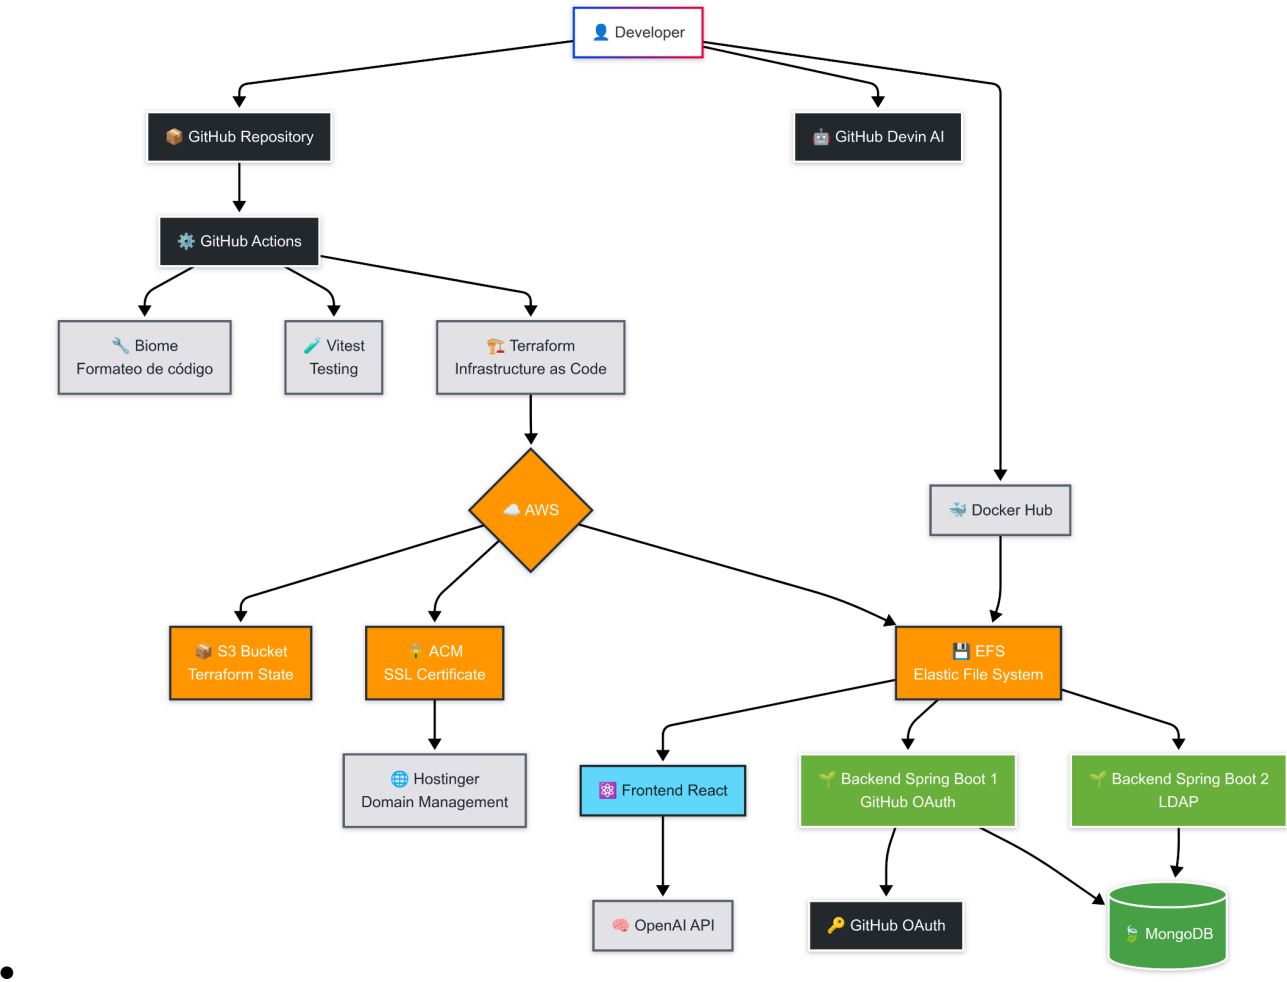 Developer
GitHub Repository
GitHub Devin AI
GitHub Actions
Biome
Formateo de código
Vitest
Testing
Terraform
Infrastructure as Code
AWS
Docker Hub
S3 Bucket
Terraform State
ACM
SSL Certificate
EFS
Elastic File System
Hostinger
Domain Management
Frontend React
Backend Spring Boot 1
GitHub OAuth
Backend Spring Boot 2
LDAP
OpenAI API
GitHub OAuth
MongoDB